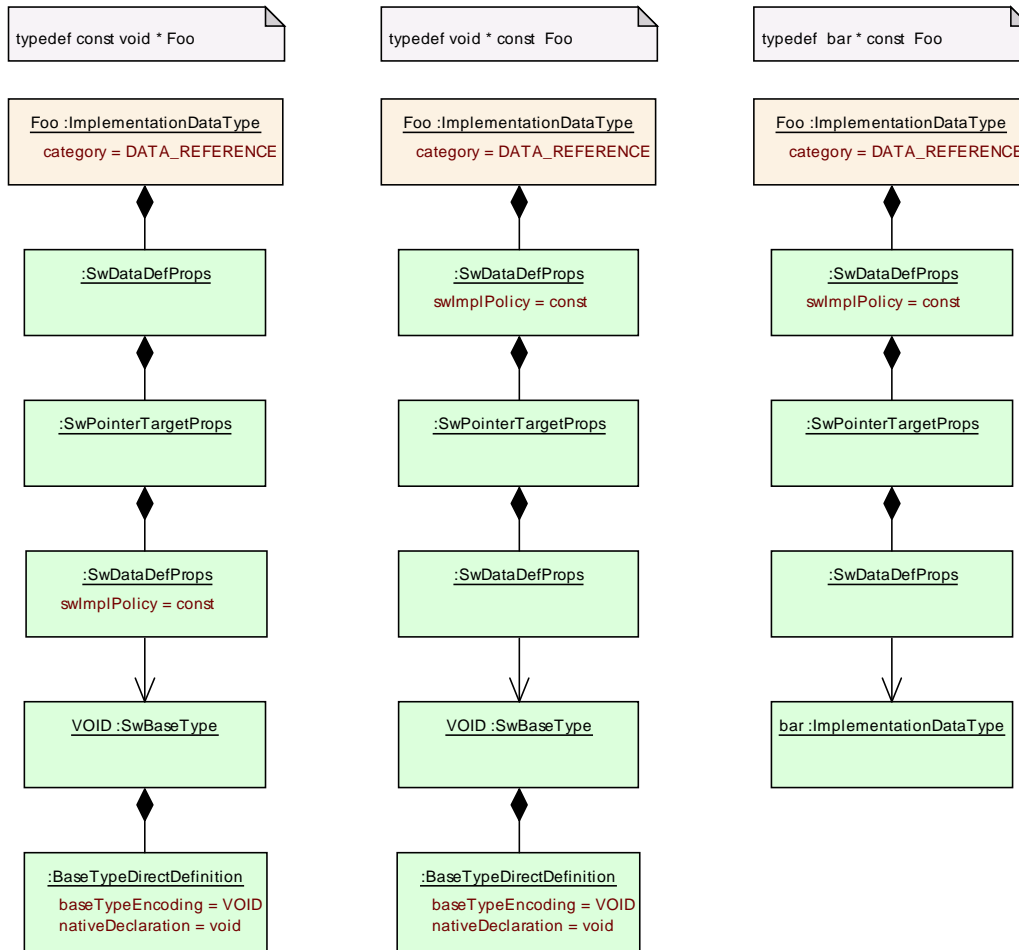 typedef const void * Foo
Foo :ImplementationDataType
category = DATA_REFERENCE
:SwDataDefProps
:SwPointerTargetProps
:SwDataDefProps
swImplPolicy = const
VOID :SwBaseType
:BaseTypeDirectDefinition
baseTypeEncoding = VOID
nativeDeclaration = void
typedef void * const Foo
Foo :ImplementationDataType
category = DATA_REFERENCE
:SwDataDefProps
swImplPolicy = const
:SwPointerTargetProps
:SwDataDefProps
VOID :SwBaseType
:BaseTypeDirectDefinition
baseTypeEncoding = VOID
nativeDeclaration = void
typedef bar * const Foo
Foo :ImplementationDataType
category = DATA_REFERENCE
:SwDataDefProps
swImplPolicy = const
:SwPointerTargetProps
:SwDataDefProps
bar :ImplementationDataType